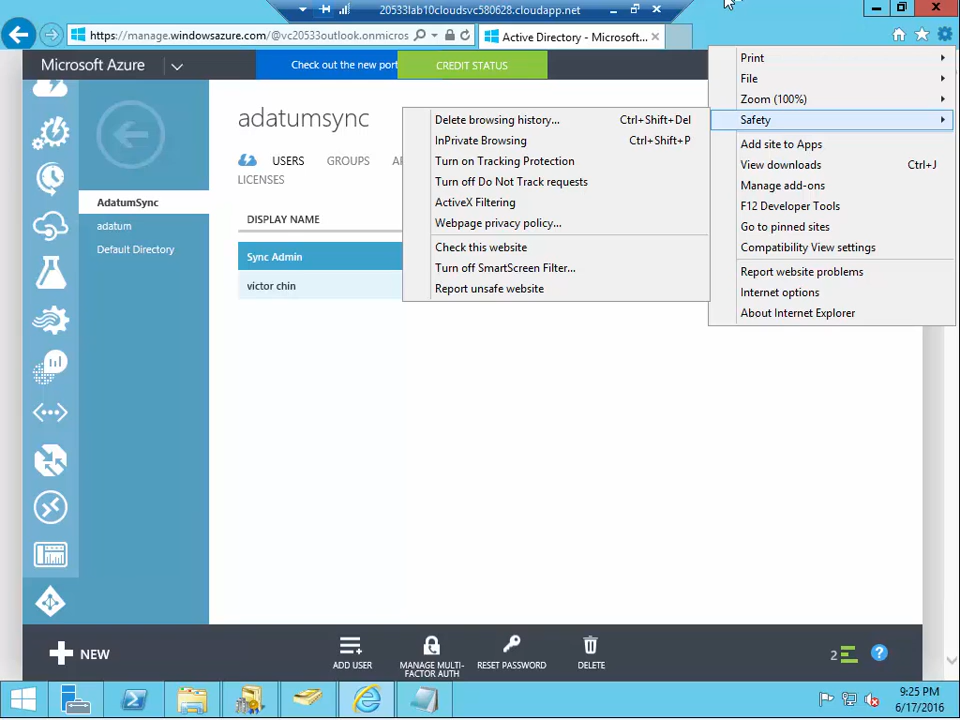 20533lab10cloudsvc580628.cloudapp.net
https://manage.windowsazure.com/@vc20533outlook.onmicros
Active Directory - Microsoft...
Microsoft Azure
Check out the new port
CREDIT STATUS
Print
File
Zoom (100%)
Safety
Add site to Apps
View downloads Ctrl+J
Manage add-ons
F12 Developer Tools
Go to pinned sites
Compatibility View settings
Report website problems
Internet options
About Internet Explorer
Delete browsing history... Ctrl+Shift+Del
InPrivate Browsing Ctrl+Shift+P
Turn on Tracking Protection
Turn off Do Not Track requests
ActiveX Filtering
Webpage privacy policy...
Check this website
Turn off SmartScreen Filter...
Report unsafe website
AdatumSync
adatum
Default Directory
adatumsync
USERS GROUPS AP
LICENSES
DISPLAY NAME
Sync Admin
victor chin
NEW
ADD USER
MANAGE MULTI-
FACTOR AUTH
RESET PASSWORD
DELETE
2
?
9:25 PM
6/17/2016